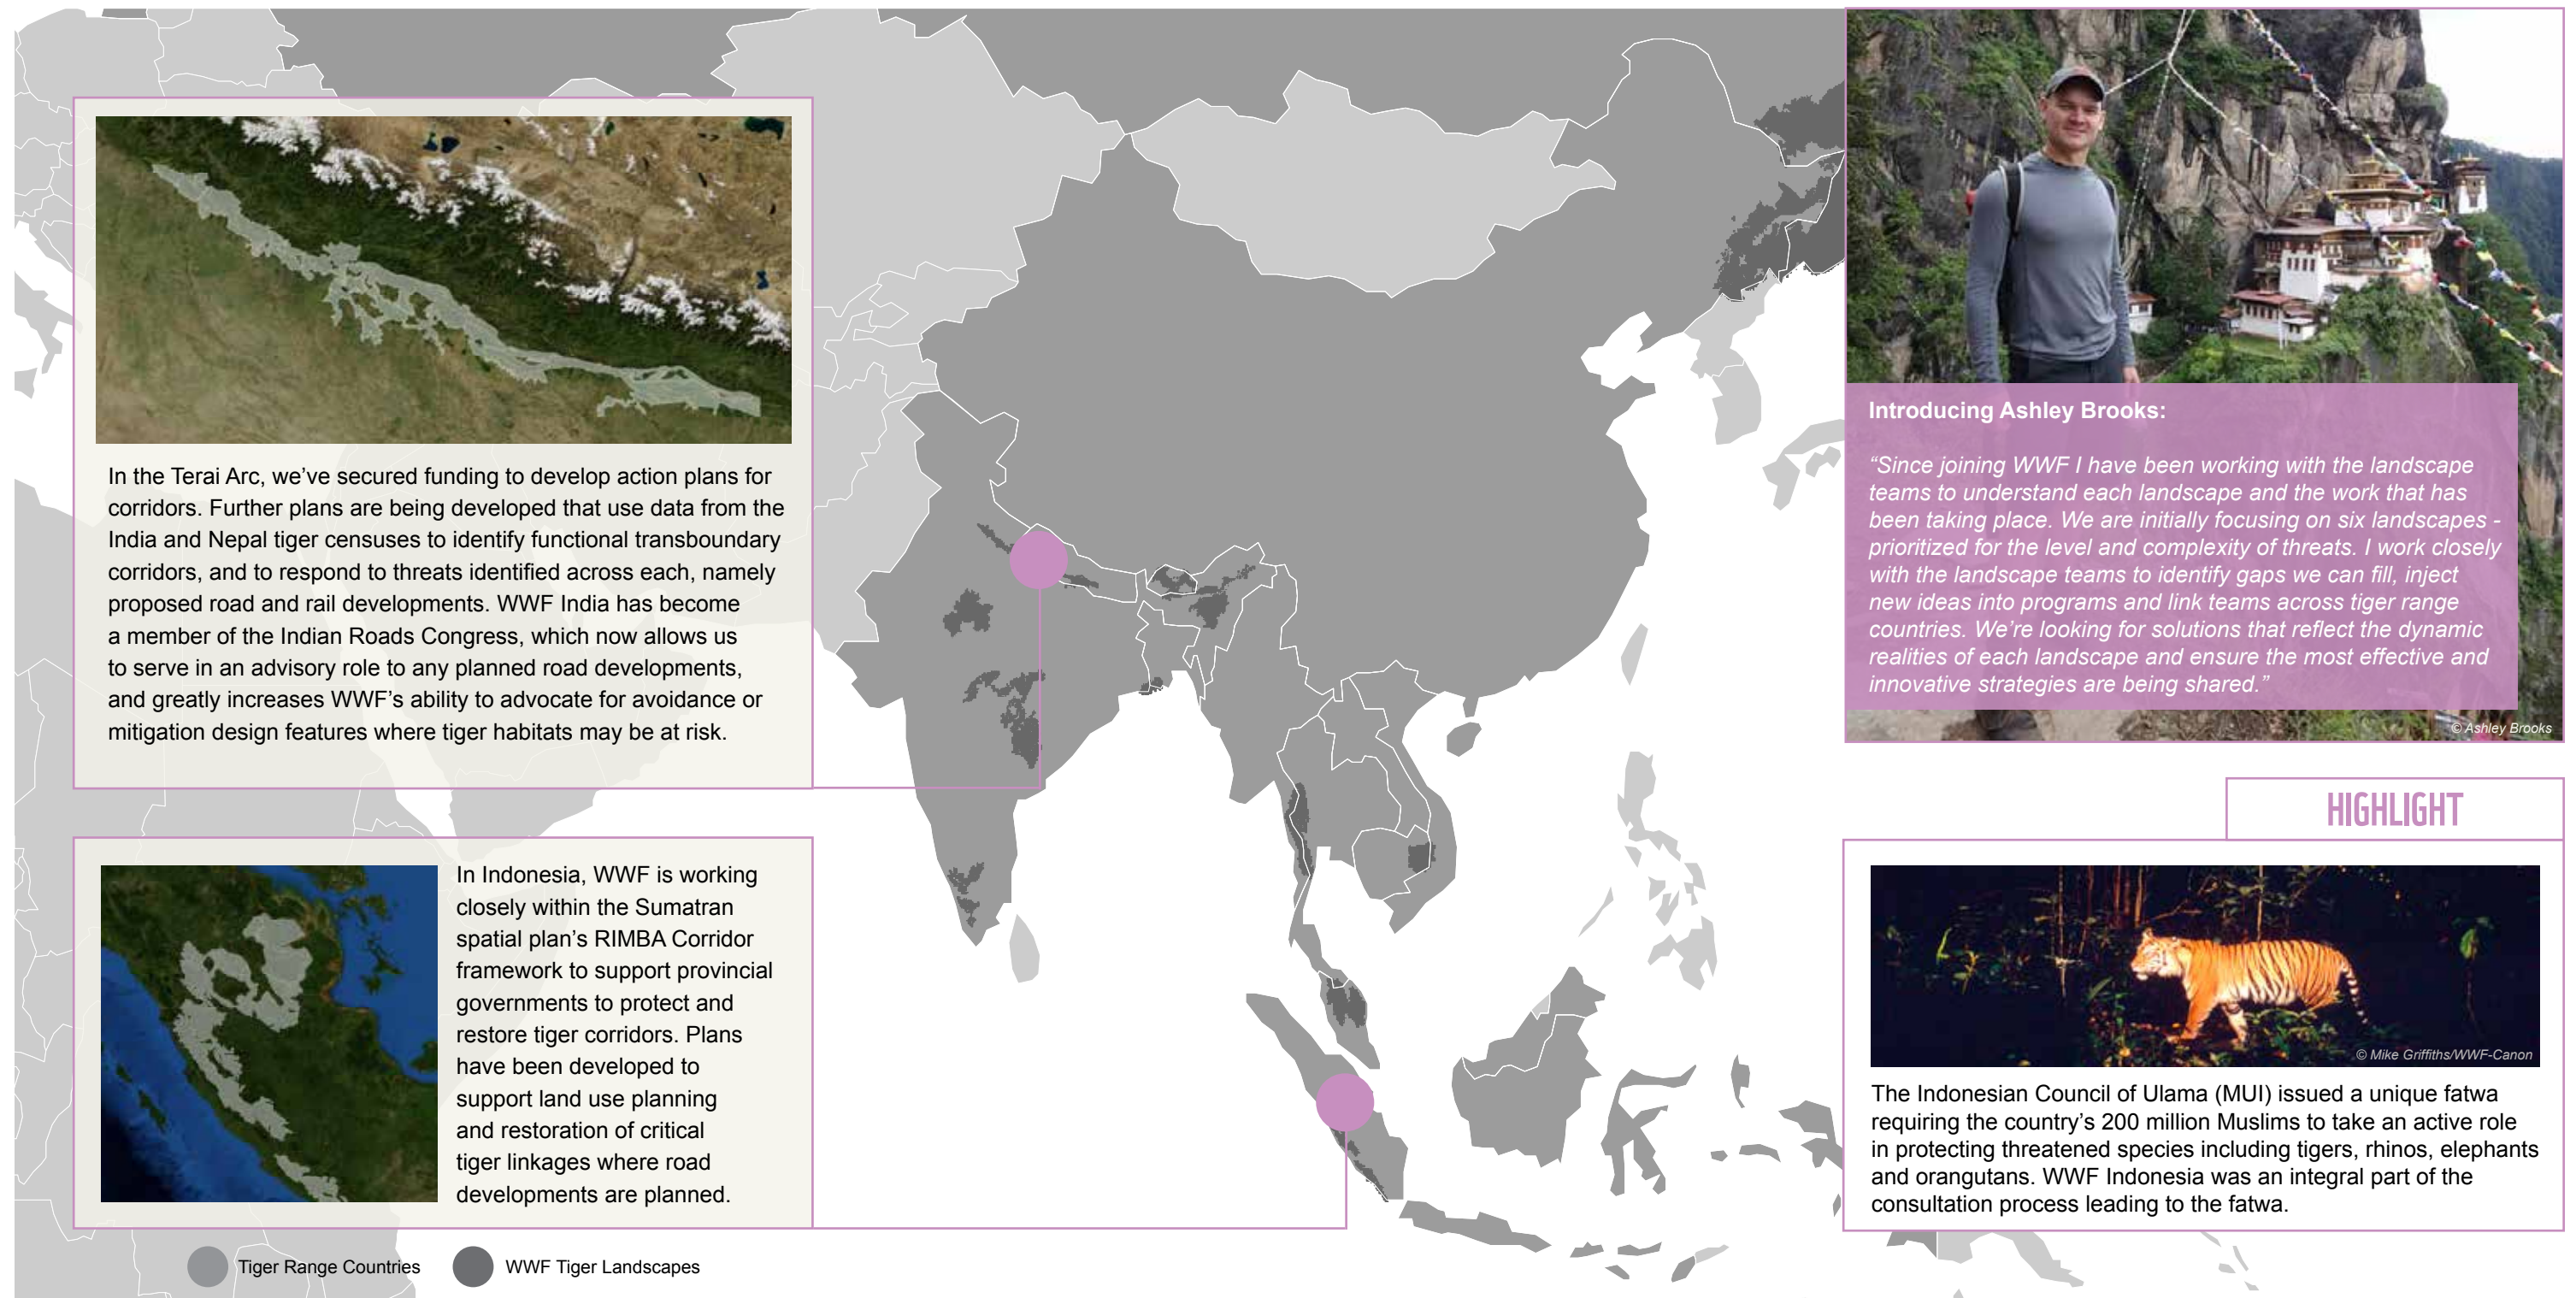 In the Terai Arc, we've secured funding to develop action plans for
corridors. Further plans are being developed that use data from the
India and Nepal tiger censuses to identify functional transboundary
corridors, and to respond to threats identified across each, namely
proposed road and rail developments. WWF India has become
a member of the Indian Roads Congress, which now allows us
to serve in an advisory role to any planned road developments,
and greatly increases WWF's ability to advocate for avoidance or
mitigation design features where tiger habitats may be at risk.
In Indonesia, WWF is working
closely within the Sumatran
spatial plan's RIMBA Corridor
framework to support provincial
governments to protect and
restore tiger corridors. Plans
have been developed to
support land use planning
and restoration of critical
tiger linkages where road
developments are planned.
Tiger Range Countries
WWF Tiger Landscapes
Introducing Ashley Brooks:
“Since joining WWF I have been working with the landscape
teams to understand each landscape and the work that has
been taking place. We are initially focusing on six landscapes -
prioritized for the level and complexity of threats. I work closely
with the landscape teams to identify gaps we can fill, inject
new ideas into programs and link teams across tiger range
countries. We're looking for solutions that reflect the dynamic
realities of each landscape and ensure the most effective and
innovative strategies are being shared.”
© Ashley Brooks
HIGHLIGHT
© Mike Griffiths/WWF-Canon
The Indonesian Council of Ulama (MUI) issued a unique fatwa
requiring the country's 200 million Muslims to take an active role
in protecting threatened species including tigers, rhinos, elephants
and orangutans. WWF Indonesia was an integral part of the
consultation process leading to the fatwa.